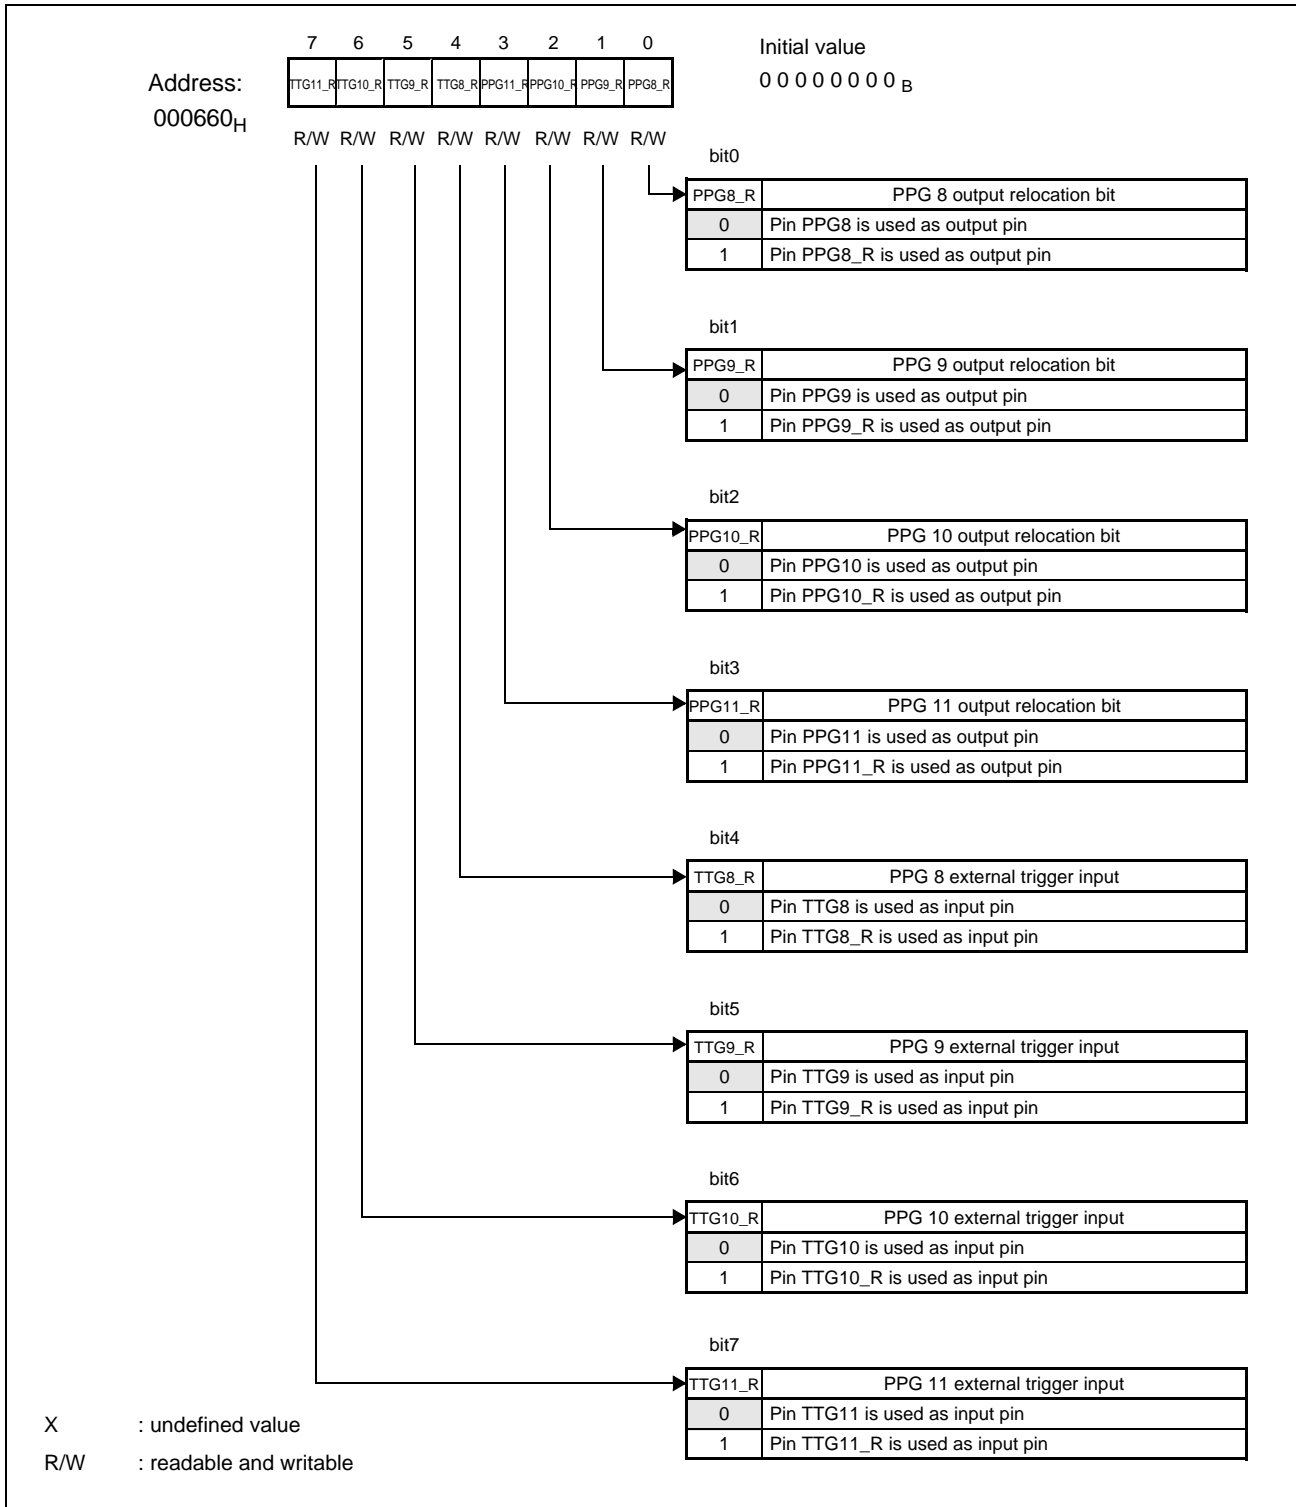 7 6 5 4 3 2 1 0 Initial value
Address: TTG11_R TTG10_R TTG9_R TTG8_R PPG11_R PPG10_R PPG9_R PPG8_R 0 0 0 0 0 0 0 0 B
000660H R/W R/W R/W R/W R/W R/W R/W R/W
bit0
PPG8_R PPG 8 output relocation bit
0 Pin PPG8 is used as output pin
1 Pin PPG8_R is used as output pin
bit1
PPG9_R PPG 9 output relocation bit
0 Pin PPG9 is used as output pin
1 Pin PPG9_R is used as output pin
bit2
PPG10_R PPG 10 output relocation bit
0 Pin PPG10 is used as output pin
1 Pin PPG10_R is used as output pin
bit3
PPG11_R PPG 11 output relocation bit
0 Pin PPG11 is used as output pin
1 Pin PPG11_R is used as output pin
bit4
TTG8_R PPG 8 external trigger input
0 Pin TTG8 is used as input pin
1 Pin TTG8_R is used as input pin
bit5
TTG9_R PPG 9 external trigger input
0 Pin TTG9 is used as input pin
1 Pin TTG9_R is used as input pin
bit6
TTG10_R PPG 10 external trigger input
0 Pin TTG10 is used as input pin
1 Pin TTG10_R is used as input pin
bit7
TTG11_R PPG 11 external trigger input
0 Pin TTG11 is used as input pin
1 Pin TTG11_R is used as input pin
X : undefined value
R/W : readable and writable